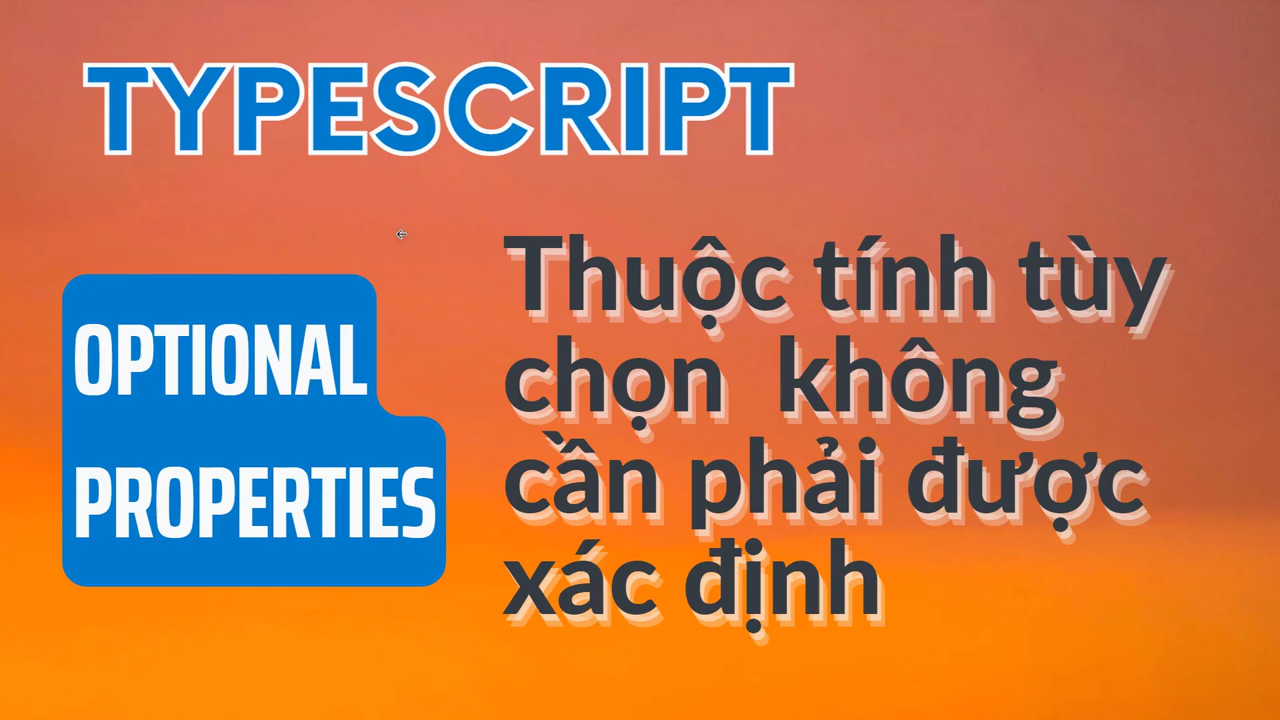 TYPESCRIPT
OPTIONAL
PROPERTIES
Thuộc tính tùy
chọn không
cần phải được
xác định